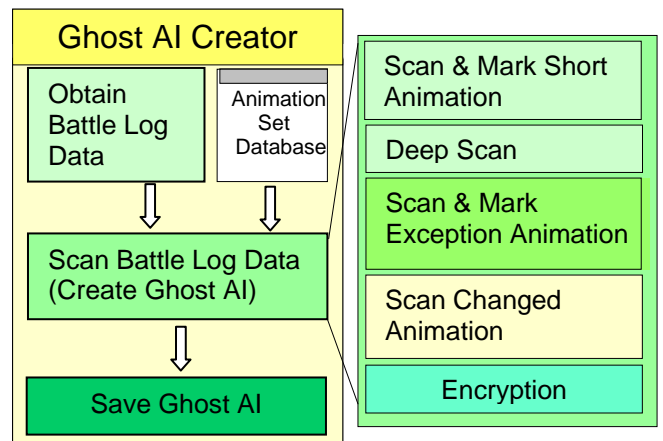 Ghost AI Creator
Obtain
Battle Log
Data
Animation
Set
Database
Scan Battle Log Data
(Create Ghost AI)
Save Ghost AI
Scan & Mark Short
Animation
Deep Scan
Scan & Mark
Exception Animation
Scan Changed
Animation
Encryption